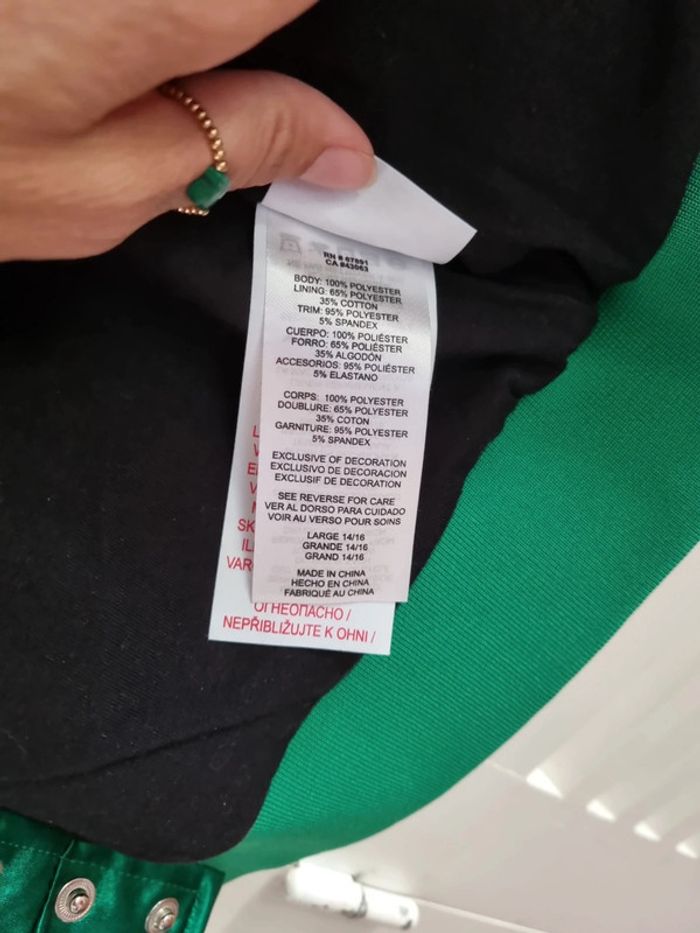 RN # 67891
CA #43063
BODY: 100% POLYESTER
LINING: 65% POLYESTER
35% COTTON
TRIM: 95% POLYESTER
5% SPANDEX
CUERPO: 100% POLIÉSTER
FORRO: 65% POLIÉSTER
35% ALGODÓN
ACCESORIOS: 95% POLIÉSTER
5% ELASTANO
CORPS: 100% POLYESTER
DOUBLURE: 65% POLYESTER
35% COTON
GARNITURE: 95% POLYESTER
5% SPANDEX
EXCLUSIVE OF DECORATION
EXCLUSIVO DE DECORACION
EXCLUSIF DE DECORATION
SEE REVERSE FOR CARE
VER AL DORSO PARA CUIDADO
VOIR AU VERSO POUR SOINS
LARGE 14/16
GRANDE 14/16
GRAND 14/16
MADE IN CHINA
HECHO EN CHINA
FABRIQUÉ AU CHINA
ОГНЕОПАСНО /
NEPŘIBLIŽUJTE K OHNI /